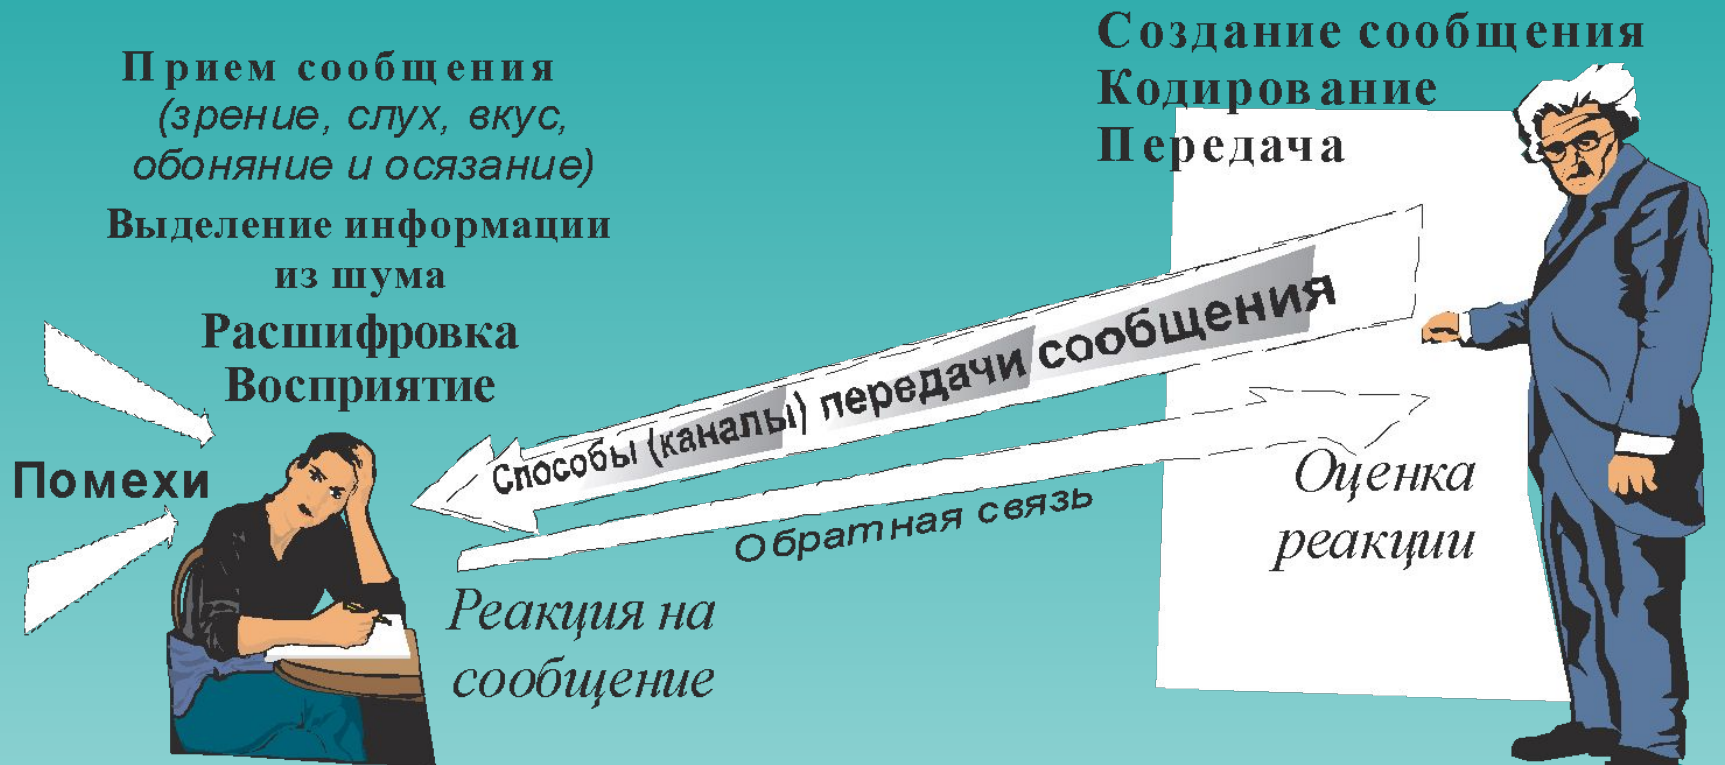 Прием сообщения
(зрение, слух, вкус,
обоняние и осязание)
Выделение информации
из шума
Расшифровка
Восприятие
Помехи
Создание сообщения
Кодирование
Передача
Способы (каналы) передачи сообщения
Обратная связь
Реакция на
сообщение
Оценка
реакции